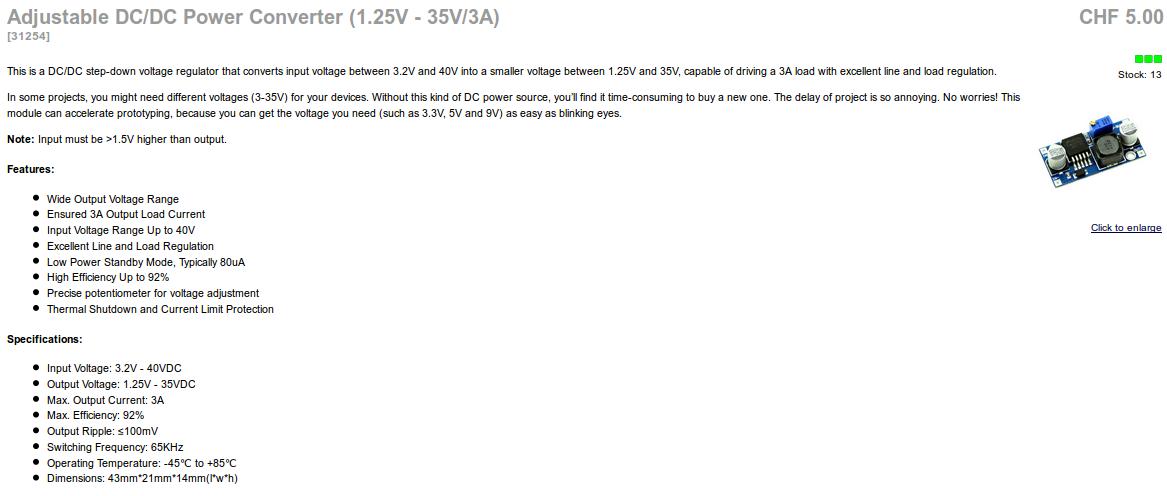 Adjustable DC/DC Power Converter (1.25V - 35V/3A)
CHF 5.00
[31254]
This is a DC/DC step-down voltage regulator that converts input voltage between 3.2V and 40V into a smaller voltage between 1.25V and 35V, capable of driving a 3A load with excellent line and load regulation.
Stock: 13
In some projects, you might need different voltages (3-35V) for your devices. Without this kind of DC power source, you'll find it time-consuming to buy a new one. The delay of project is so annoying. No worries! This
module can accelerate prototyping, because you can get the voltage you need (such as 3.3V, 5V and 9V) as easy as blinking eyes.
Note: Input must be >1.5V higher than output.
Features:
Wide Output Voltage Range
Ensured 3A Output Load Current
Input Voltage Range Up to 40V
Click to enlarge
Excellent Line and Load Regulation
Low Power Standby Mode, Typically 80uA
High Efficiency Up to 92%
Precise potentiometer for voltage adjustment
Thermal Shutdown and Current Limit Protection
Specifications:
Input Voltage: 3.2V - 40VDC
Output Voltage: 1.25V - 35VDC
Max. Output Current: 3A
Max. Efficiency: 92%
Output Ripple: ≤100mV
Switching Frequency: 65KHz
Operating Temperature: -45℃ to +85℃
Dimensions: 43mm*21mm*14mm(l*w*h)